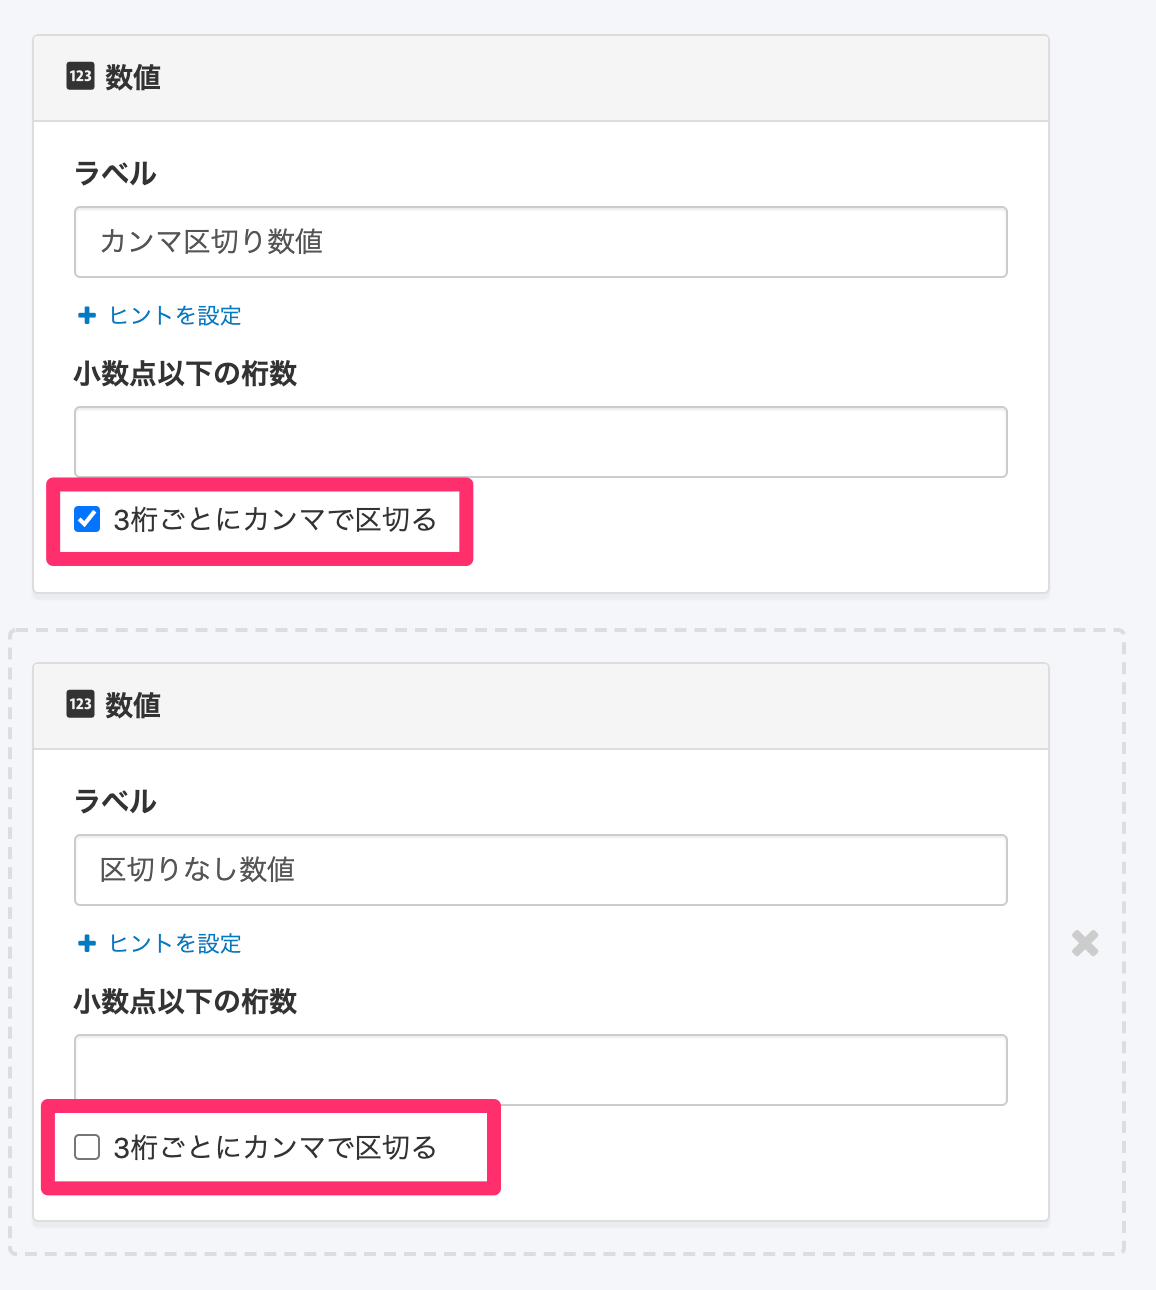 123 数値
ラベル
カンマ区切り数値
ヒントを設定
小数点以下の桁数
3桁ごとにカンマで区切る
123 数値
ラベル
区切りなし数値
ヒントを設定
小数点以下の桁数
3桁ごとにカンマで区切る